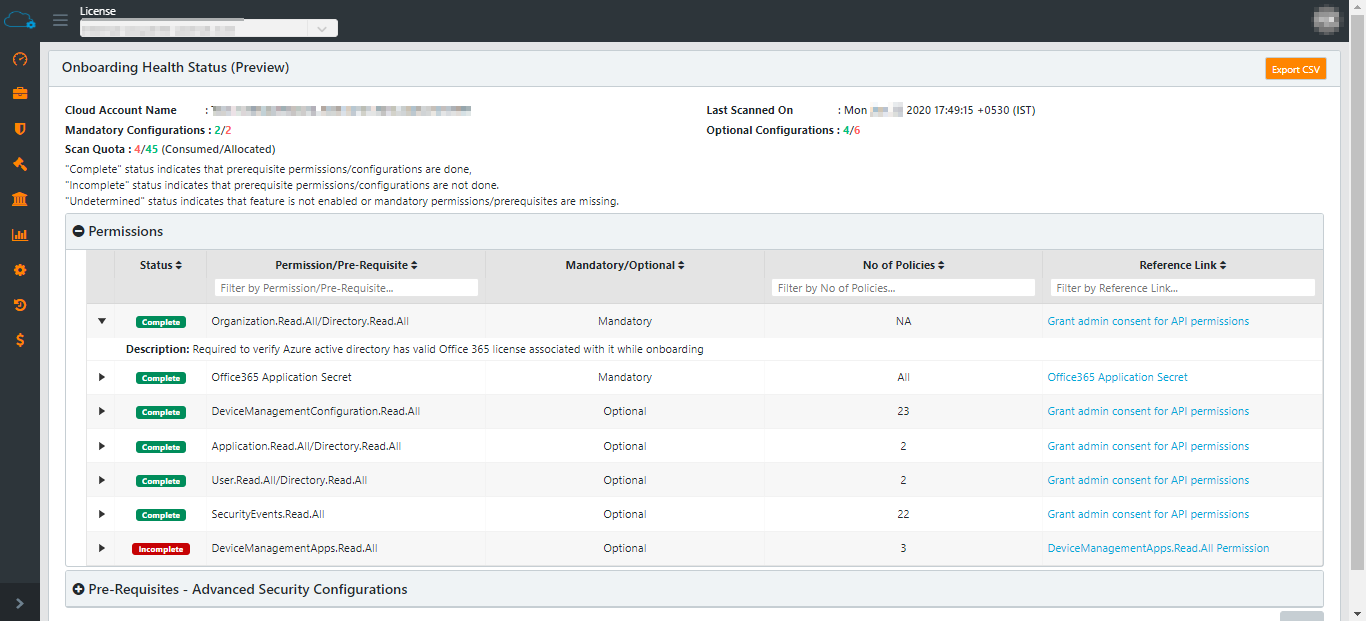 License
Onboarding Health Status (Preview)
Export CSV
Cloud Account Name :
Last Scanned On : Mon 2020 17:49:15 +0530 (IST)
Mandatory Configurations : 2/2
Optional Configurations : 4/6
Scan Quota : 4/45 (Consumed/Allocated)
"Complete" status indicates that prerequisite permissions/configurations are done,
"Incomplete" status indicates that prerequisite permissions/configurations are not done.
"Undetermined" status indicates that feature is not enabled or mandatory permissions/prerequisites are missing.
Permissions
Status Permission/Pre-Requisite Mandatory/Optional No of Policies Reference Link
Filter by Permission/Pre-Requisite... Filter by No of Policies... Filter by Reference Link...
Complete Organization.Read.All/Directory.Read.All Mandatory NA Grant admin consent for API permissions
Description: Required to verify Azure active directory has valid Office 365 license associated with it while onboarding
Complete Office365 Application Secret Mandatory All Office365 Application Secret
Complete DeviceManagementConfiguration.Read.All Optional 23 Grant admin consent for API permissions
Complete Application.Read.All/Directory.Read.All Optional 2 Grant admin consent for API permissions
Complete User.Read.All/Directory.Read.All Optional 2 Grant admin consent for API permissions
Complete SecurityEvents.Read.All Optional 22 Grant admin consent for API permissions
Incomplete DeviceManagementApps.Read.All Optional 3 DeviceManagementApps.Read.All Permission
Pre-Requisites - Advanced Security Configurations